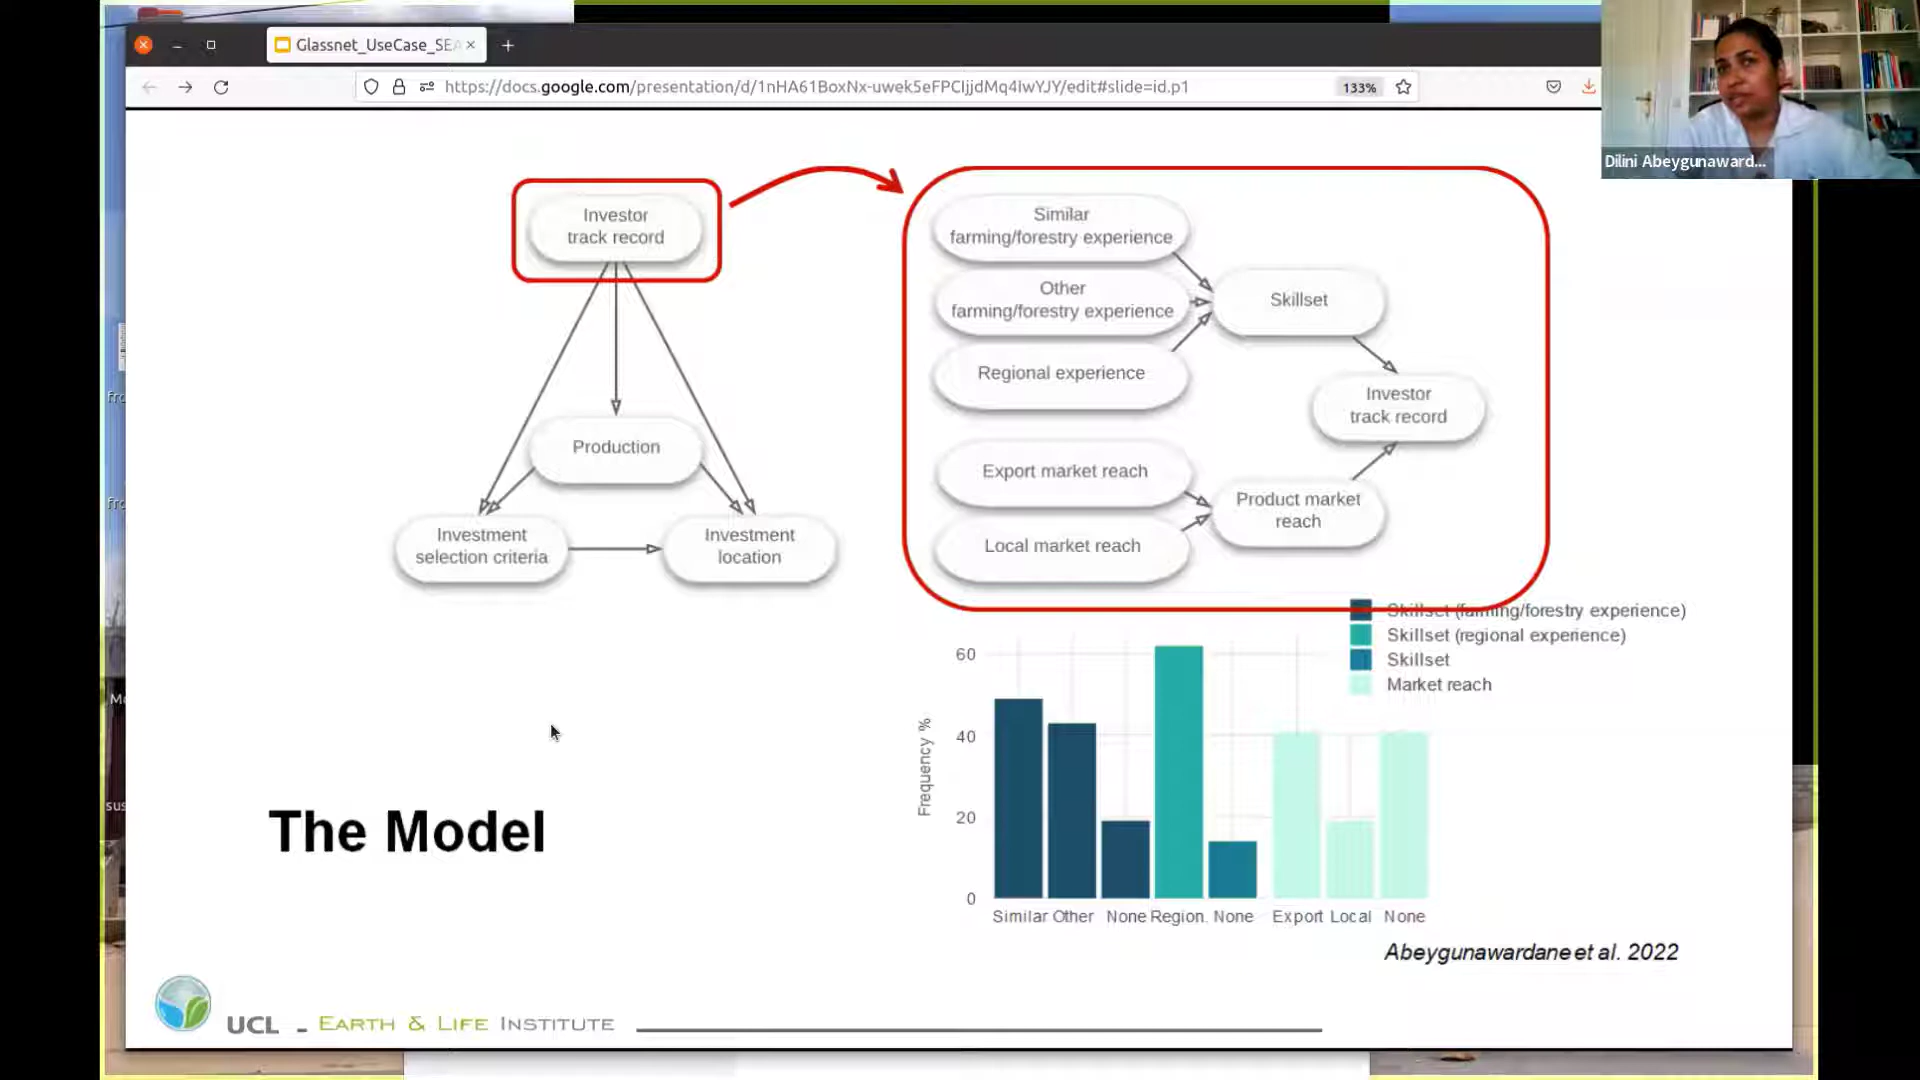 Glassnet_UseCase_SEA
https://docs.google.com/presentation/d/1nHA61BoxNx-uwek5eFPCIjjdMq4IwYJY/edit#slide=id.p1
133%
Dilini Abeygunaward...
Investor
track record
Production
Investment
selection criteria
Investment
location
Similar
farming/forestry experience
Other
farming/forestry experience
Regional experience
Skillset
Investor
track record
Export market reach
Local market reach
Product market
reach
Skillset (farming/forestry experience)
Skillset (regional experience)
Skillset
Market reach
Frequency %
60
40
20
0
Similar Other None Region. None Export Local None
The Model
Abeygunawardane et al. 2022
UCL - EARTH & LIFE INSTITUTE